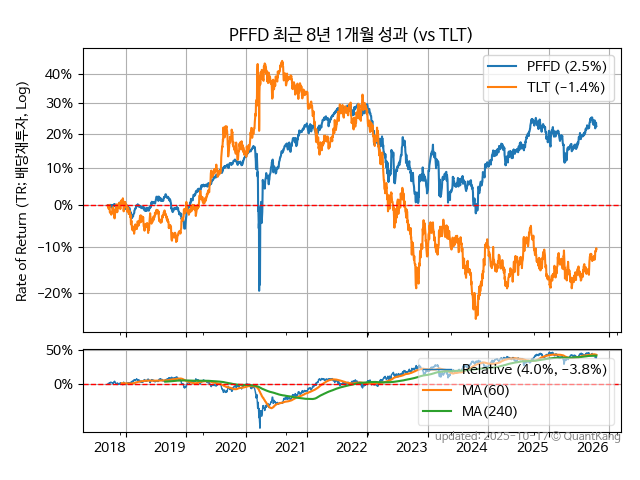 PFFD 최근 8년 1개월 성과 (vs TLT)
Rate of Return (TR: 배당재투자, Log)
40%
30%
20%
10%
0%
−10%
−20%
PFFD (2.5%)
TLT (−1.4%)
50%
0%
Relative (4.0%, −3.8%)
MA(60)
MA(240)
updated: 2025-10-17 © QuantKang
2018 2019 2020 2021 2022 2023 2024 2025 2026